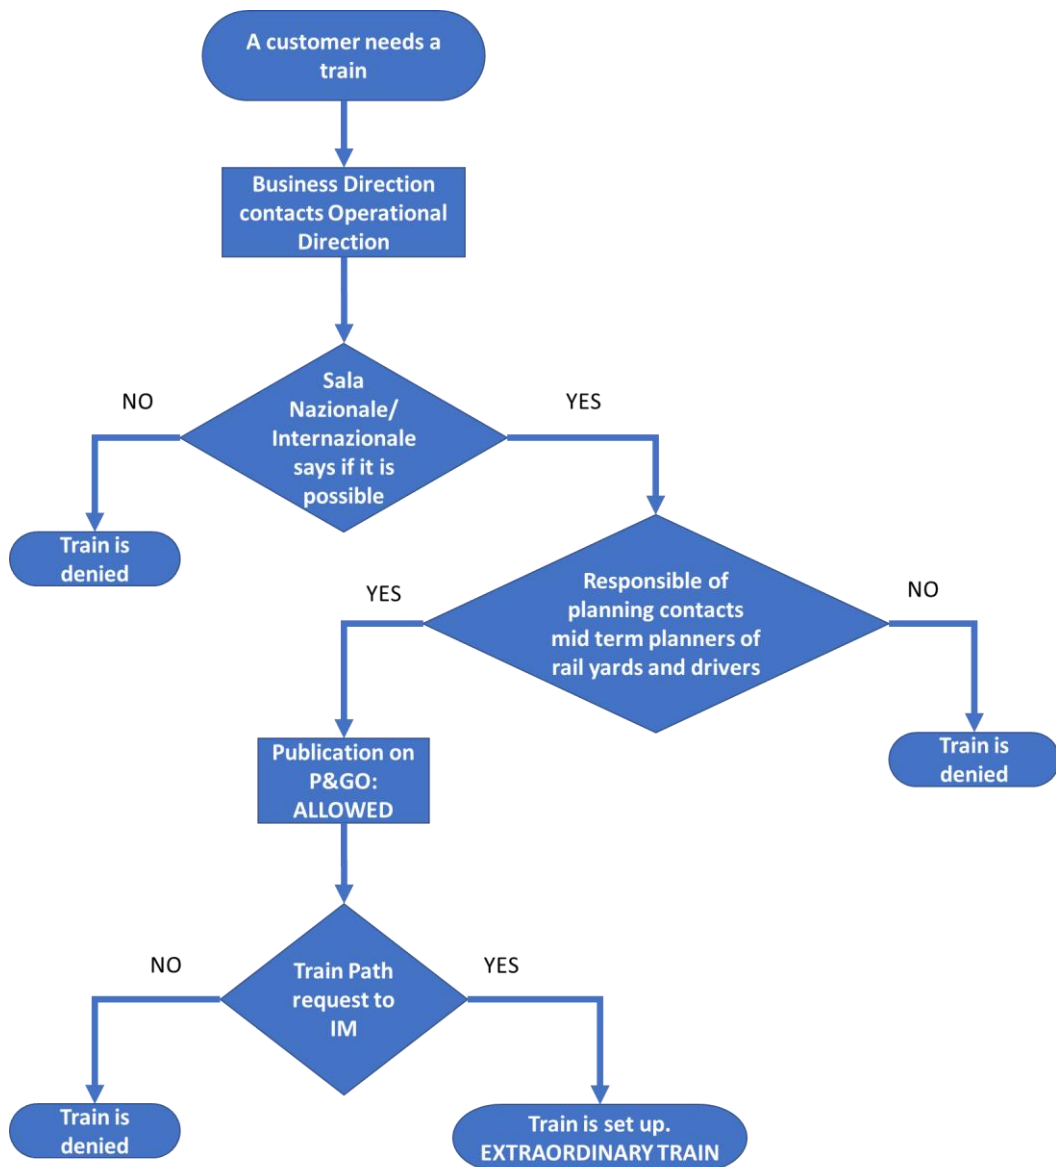 A customer needs a
train
Business Direction
contacts Operational
Direction
Sala
Nazionale/
Internazionale
says if it is
possible
NO
YES
Train is
denied
Responsible of
planning contacts
mid term planners of
rail yards and drivers
YES
NO
Publication on
P&GO:
ALLOWED
Train is
denied
Train Path
request to
IM
NO
YES
Train is
denied
Train is set up.
EXTRAORDINARY TRAIN